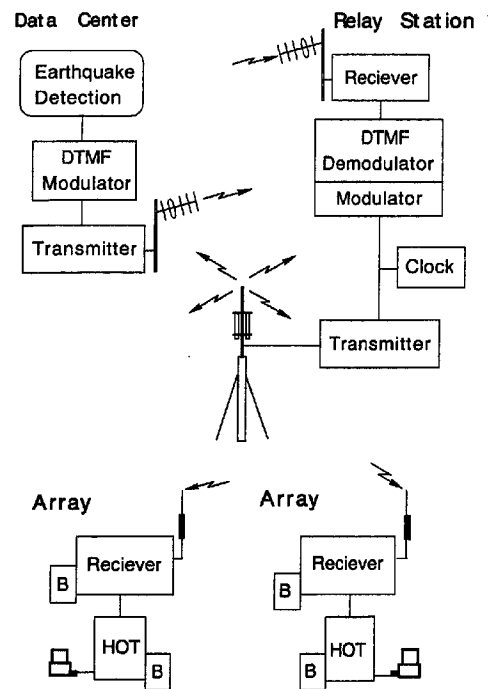 Data Center
Earthquake
Detection
DTMF
Modulator
Transmitter
Relay Station
Reciever
DTMF
Demodulator
Modulator
Clock
Transmitter
Array
Reciever
B
HOT
B
Array
Reciever
B
HOT
B